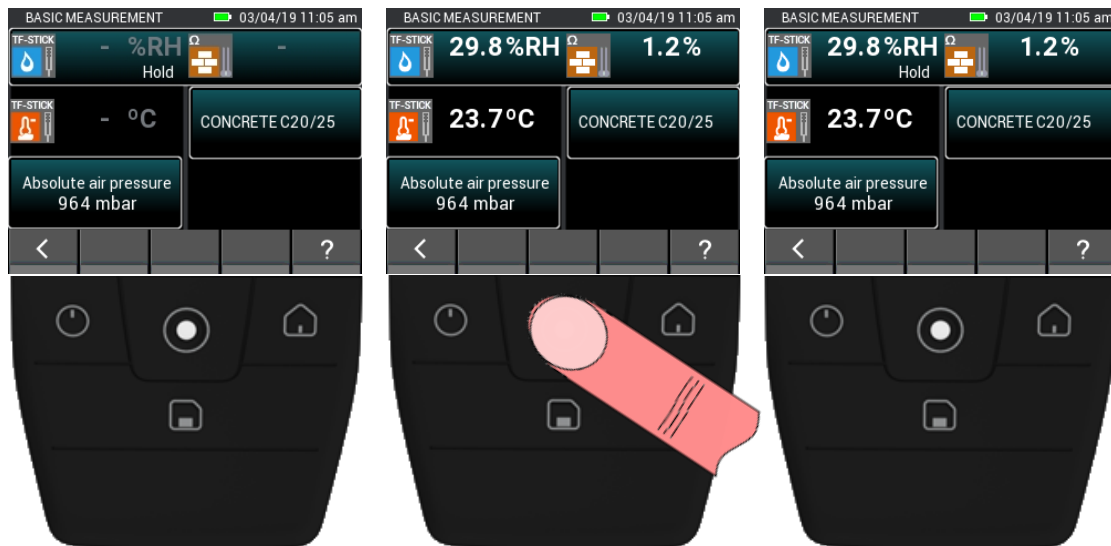 BASIC MEASUREMENT 03/04/19 11:05 am
TF-STICK - %RH Ω -
Hold
TF-STICK - ºC CONCRETE C20/25
Absolute air pressure
964 mbar
< ?
BASIC MEASUREMENT 03/04/19 11:05 am
TF-STICK 29.8%RH Ω 1.2%
TF-STICK 23.7ºC CONCRETE C20/25
Absolute air pressure
964 mbar
< ?
BASIC MEASUREMENT 03/04/19 11:05 am
TF-STICK 29.8%RH Ω 1.2%
Hold
TF-STICK 23.7ºC CONCRETE C20/25
Absolute air pressure
964 mbar
< ?